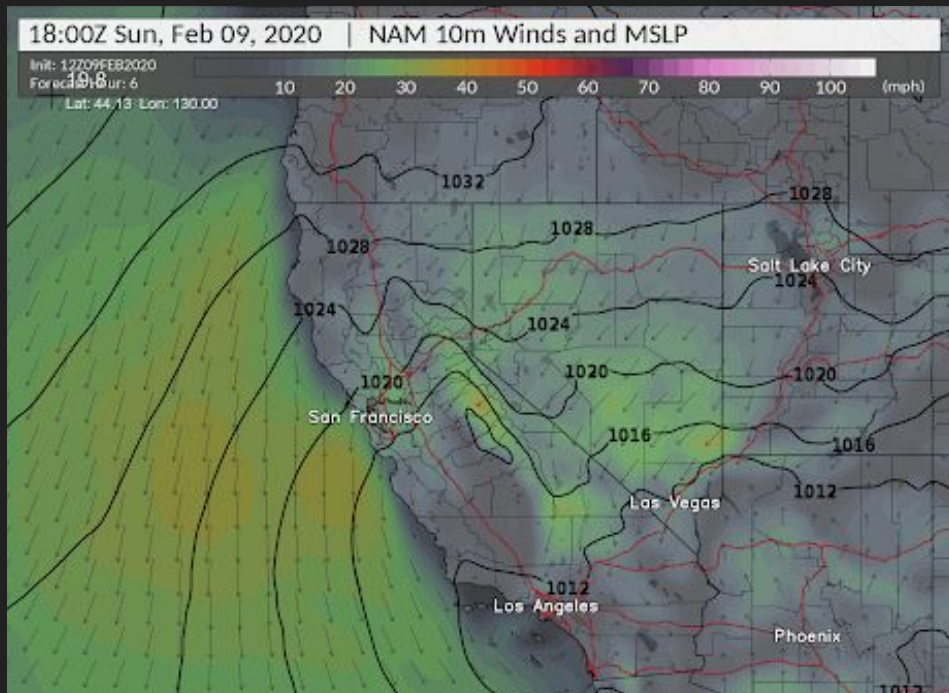 18:00Z Sun, Feb 09, 2020 | NAM 10m Winds and MSLP
Init: 12Z09FEB2020
Forecast Hour: 6
19.8
Lat: 44.13 Lon: 130.00
10 20 30 40 50 60 70 80 90 100 (mph)
1032
1028
1028
1028
Salt Lake City
1024
1024
1024
1020
1020
1020
San Francisco
1016
1016
1012
Las Vegas
1012
Los Angeles
Phoenix
1012